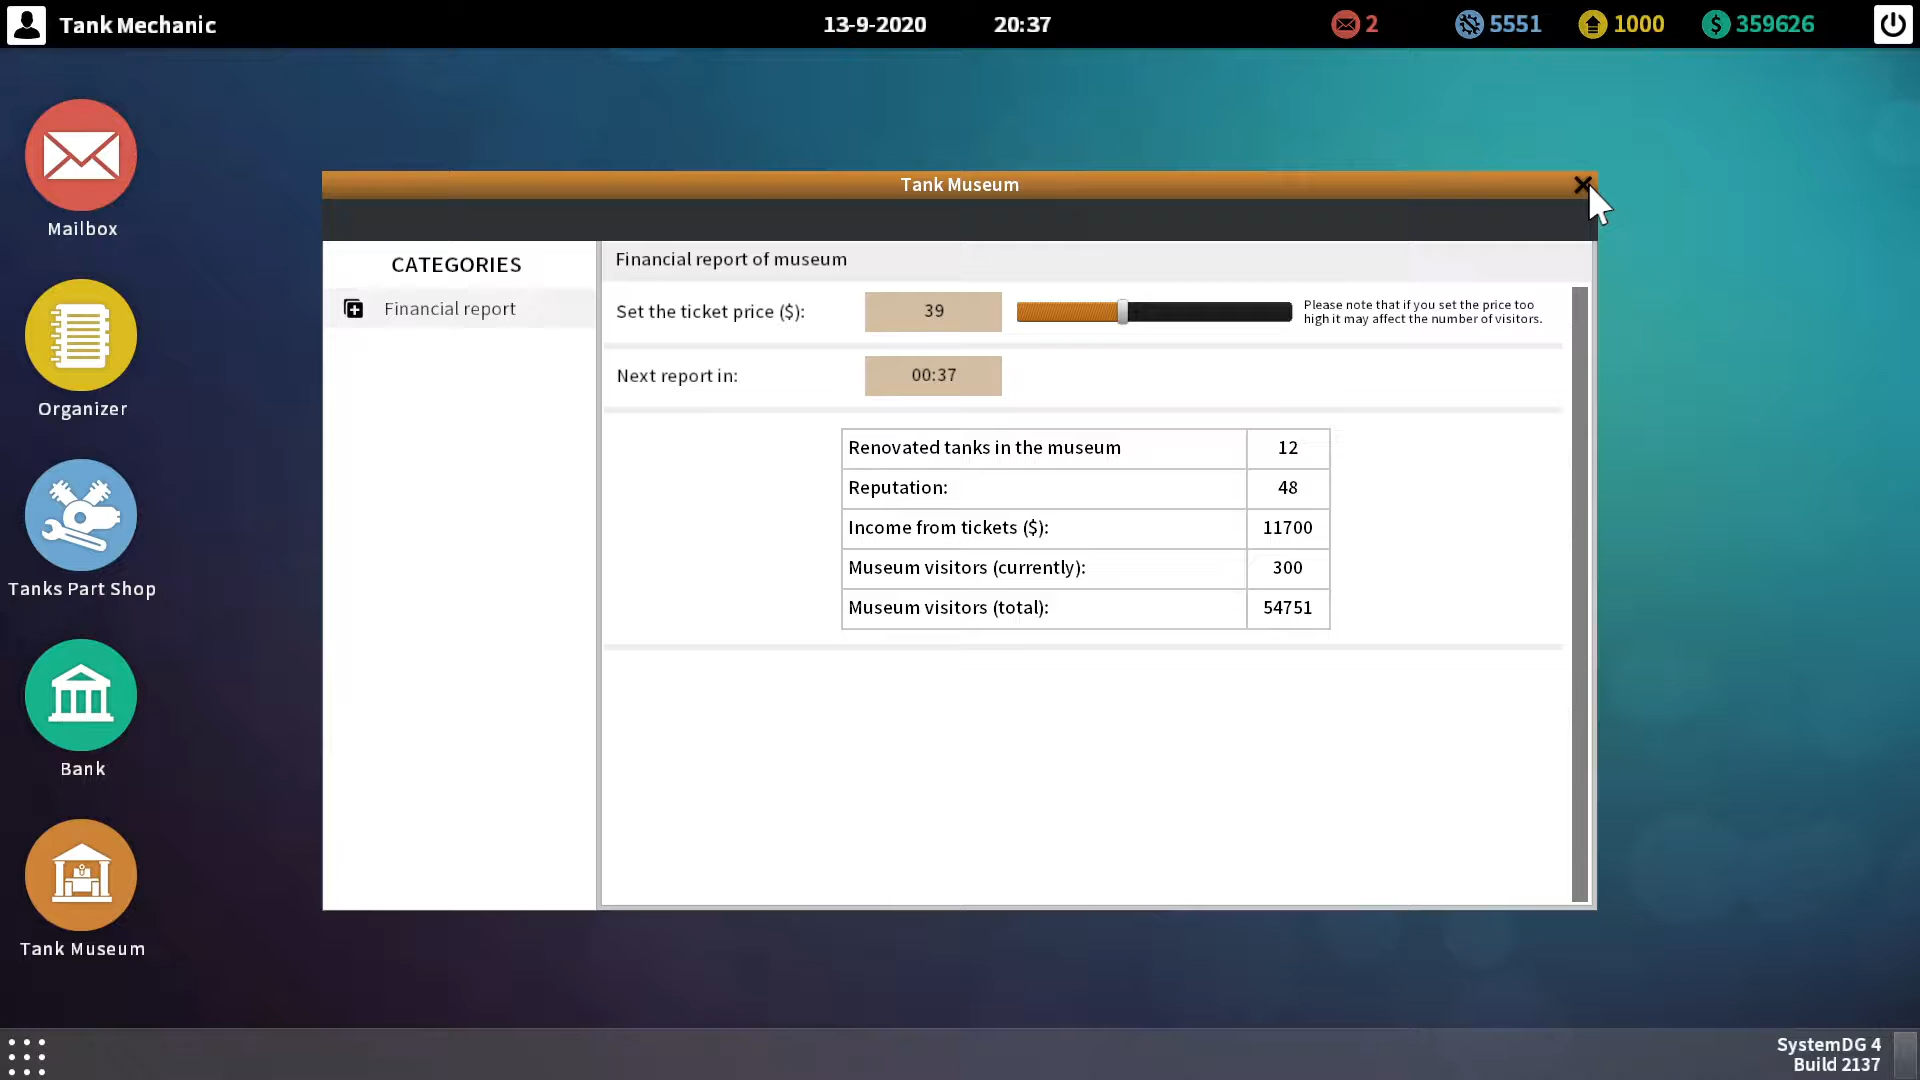 Tank Mechanic 13-9-2020 20:37 2 5551 1000 359626
Mailbox
Organizer
Tanks Part Shop
Bank
Tank Museum
Tank Museum
CATEGORIES
Financial report
Financial report of museum
Set the ticket price ($): 39
Please note that if you set the price too
high it may affect the number of visitors.
Next report in: 00:37
Renovated tanks in the museum 12
Reputation: 48
Income from tickets ($): 11700
Museum visitors (currently): 300
Museum visitors (total): 54751
SystemDG 4
Build 2137